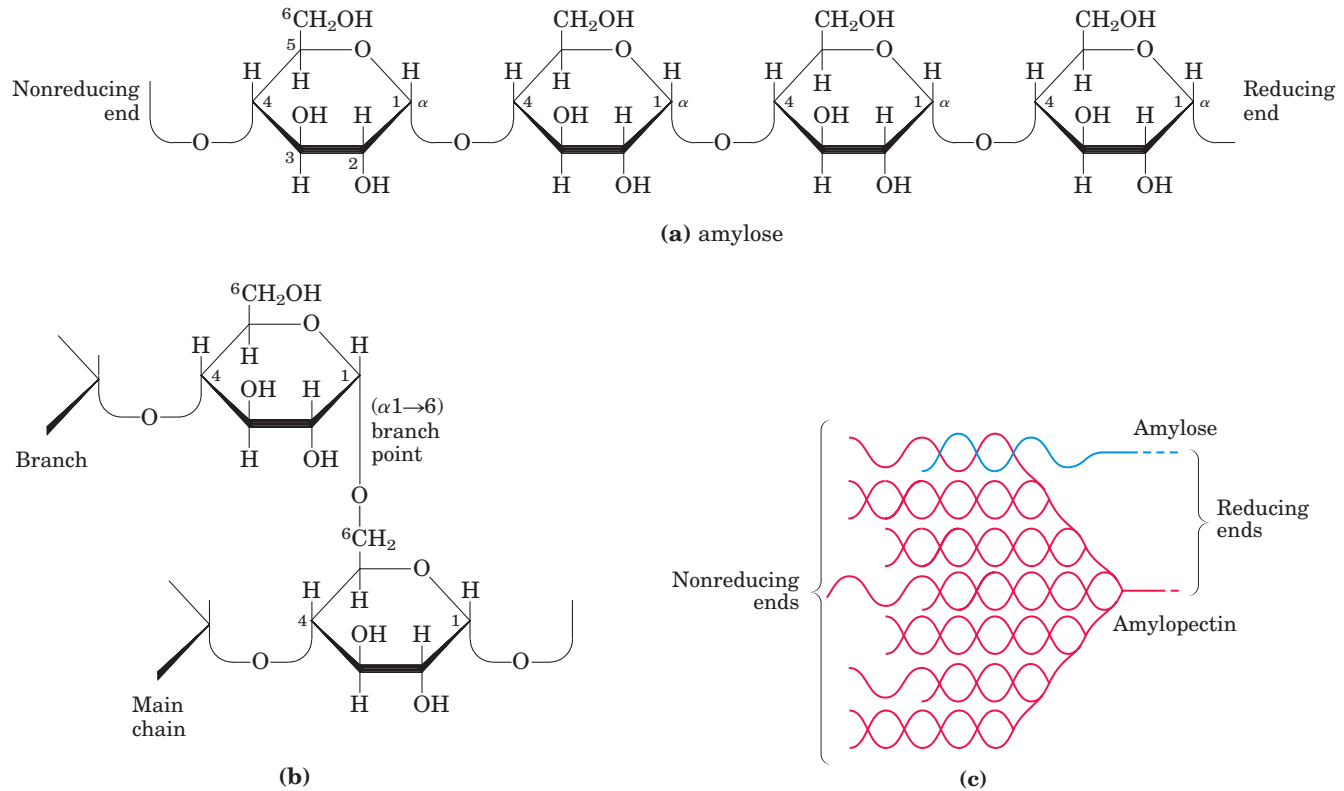 ⁶CH₂OH CH₂OH CH₂OH CH₂OH
5 O O O O
H H H H H H H H
H H H H
Nonreducing
end
4 1 α 4 1 α 4 1 α 4 1 α
Reducing
end
OH H OH H OH H OH H
O O O O
3 2
H OH H OH H OH H OH
(a) amylose
⁶CH₂OH
O
H H
H
4 1
OH H
O
(α1→6)
branch
point
Branch
H OH
O
⁶CH₂
O
H H
H
4 1
OH H
O O
H OH
Main
chain
(b)
Amylose
Reducing
ends
Nonreducing
ends
Amylopectin
(c)